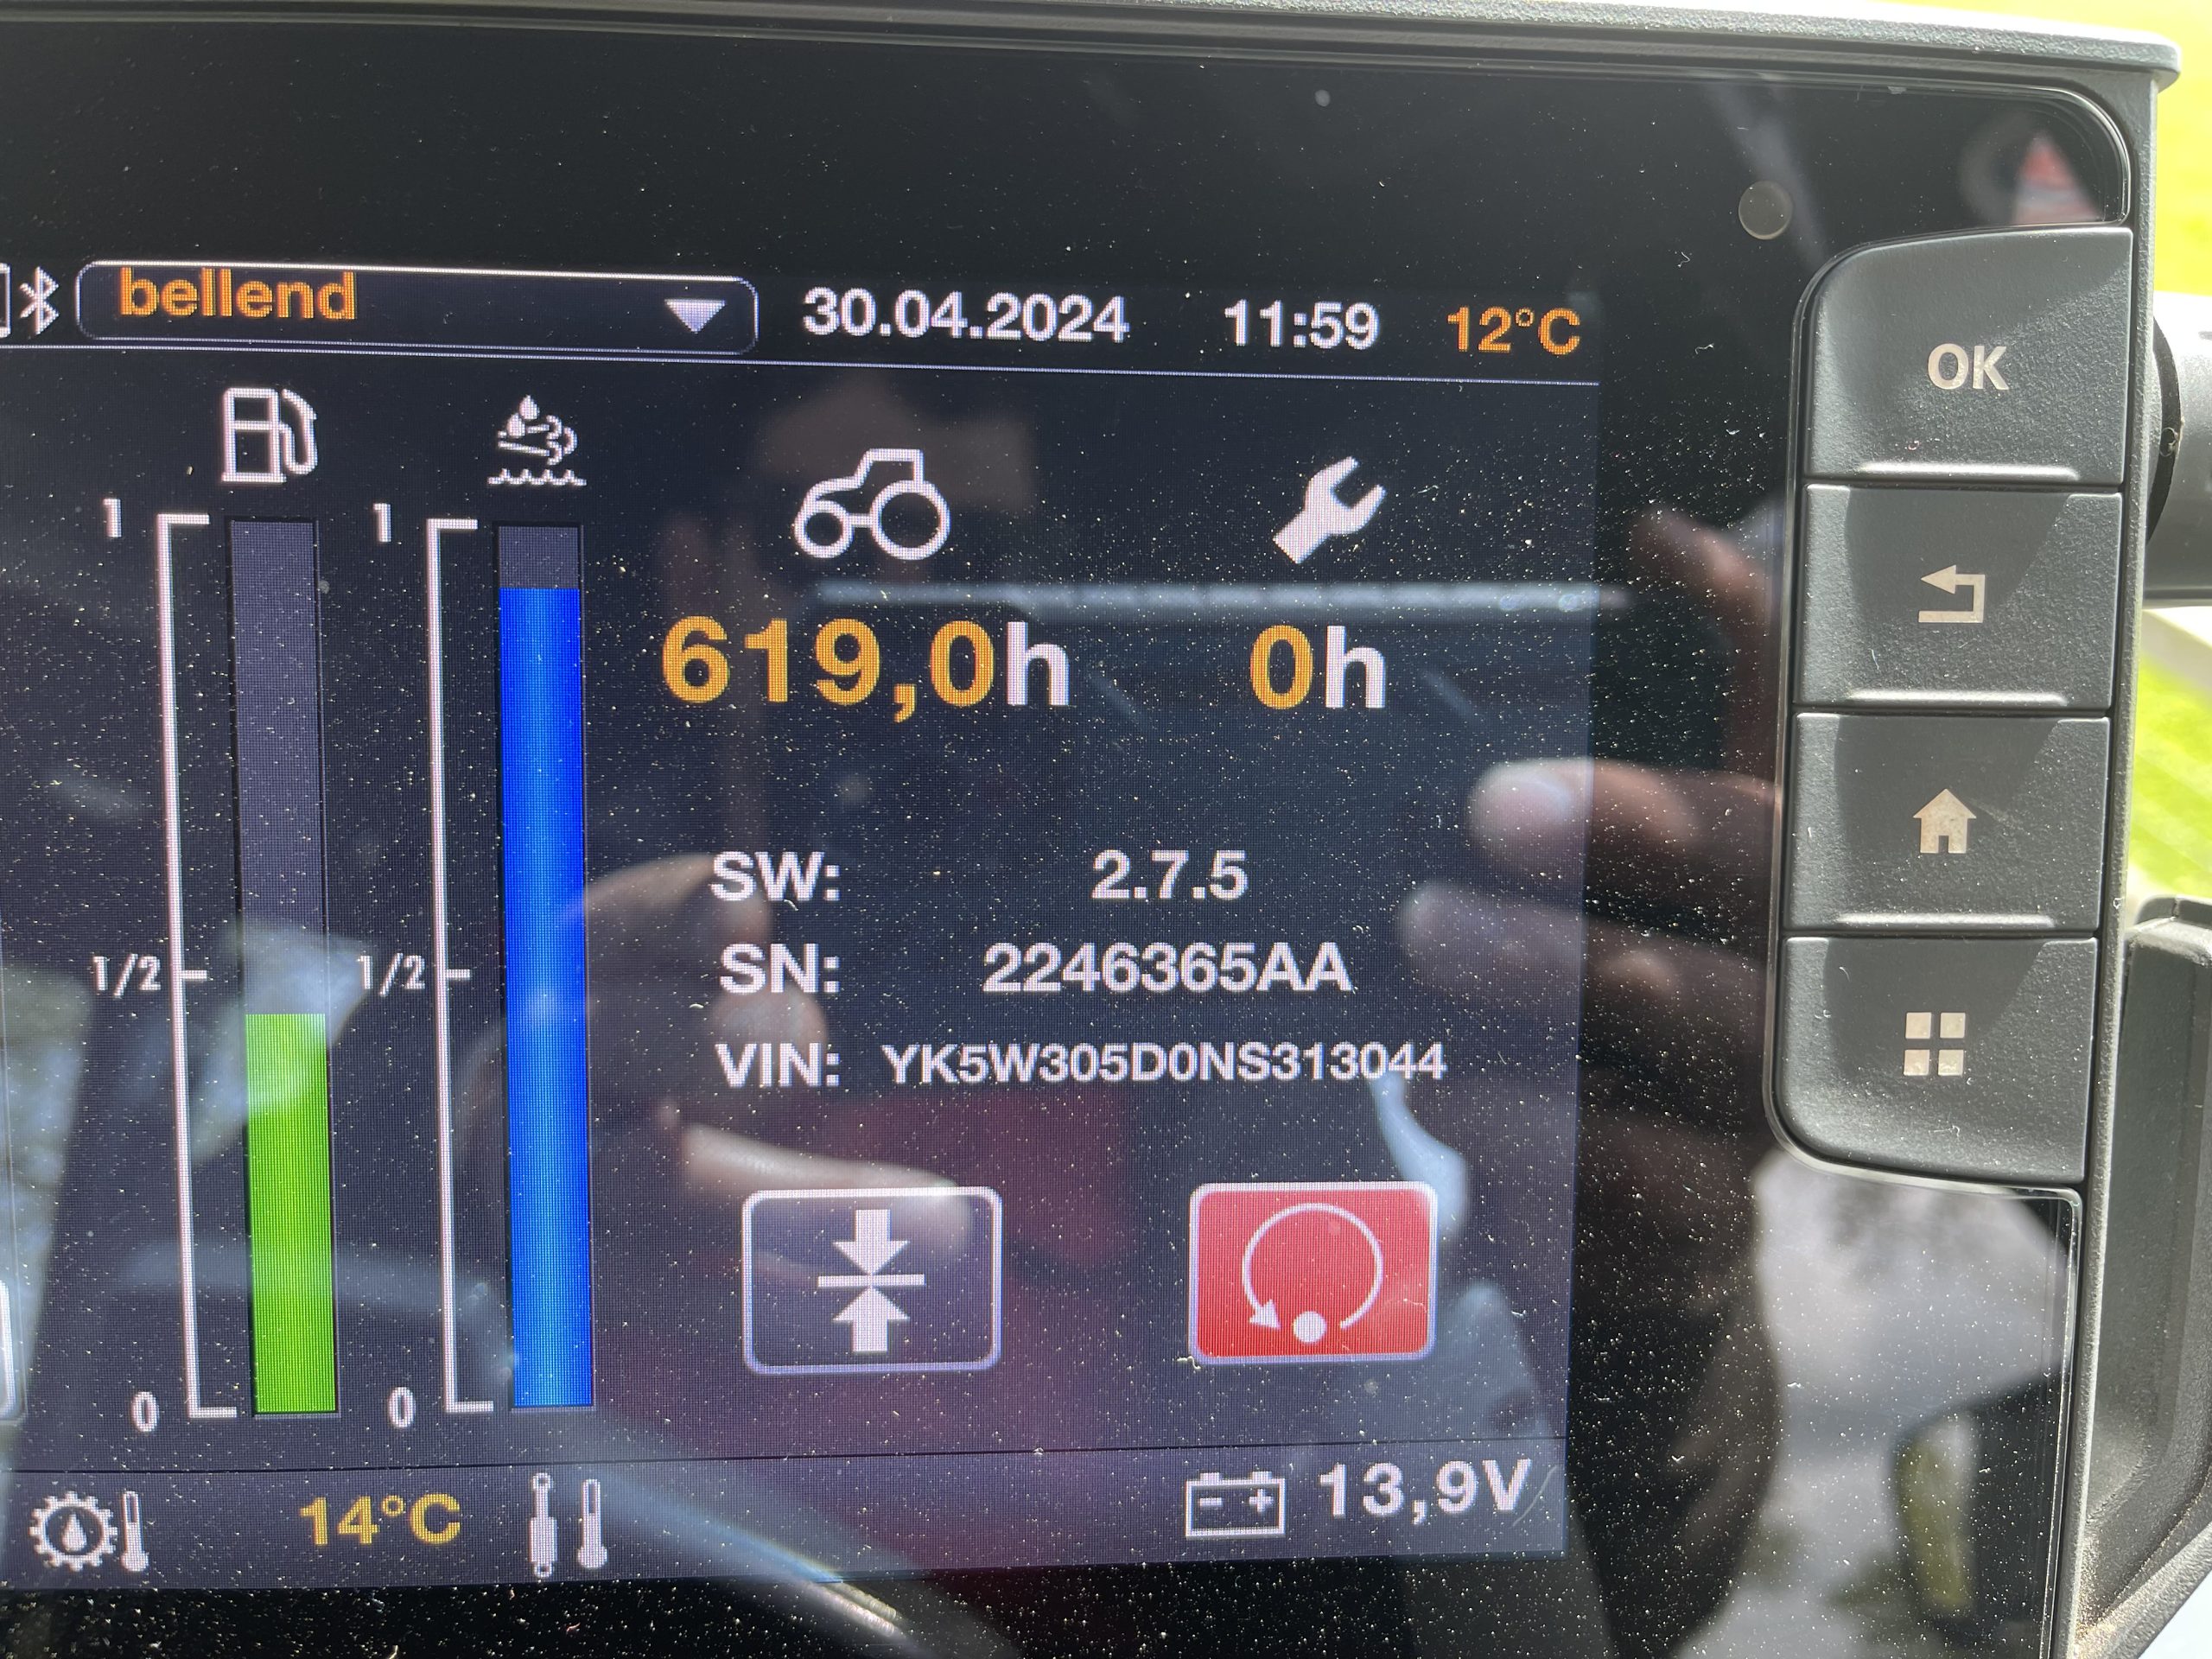 bellend 30.04.2024 11:59 12°C
OK
1 1
619,0h 0h
SW: 2.7.5
1/2 1/2 SN: 2246365AA
VIN: YK5W305D0NS313044
0 0
14°C - + 13,9V